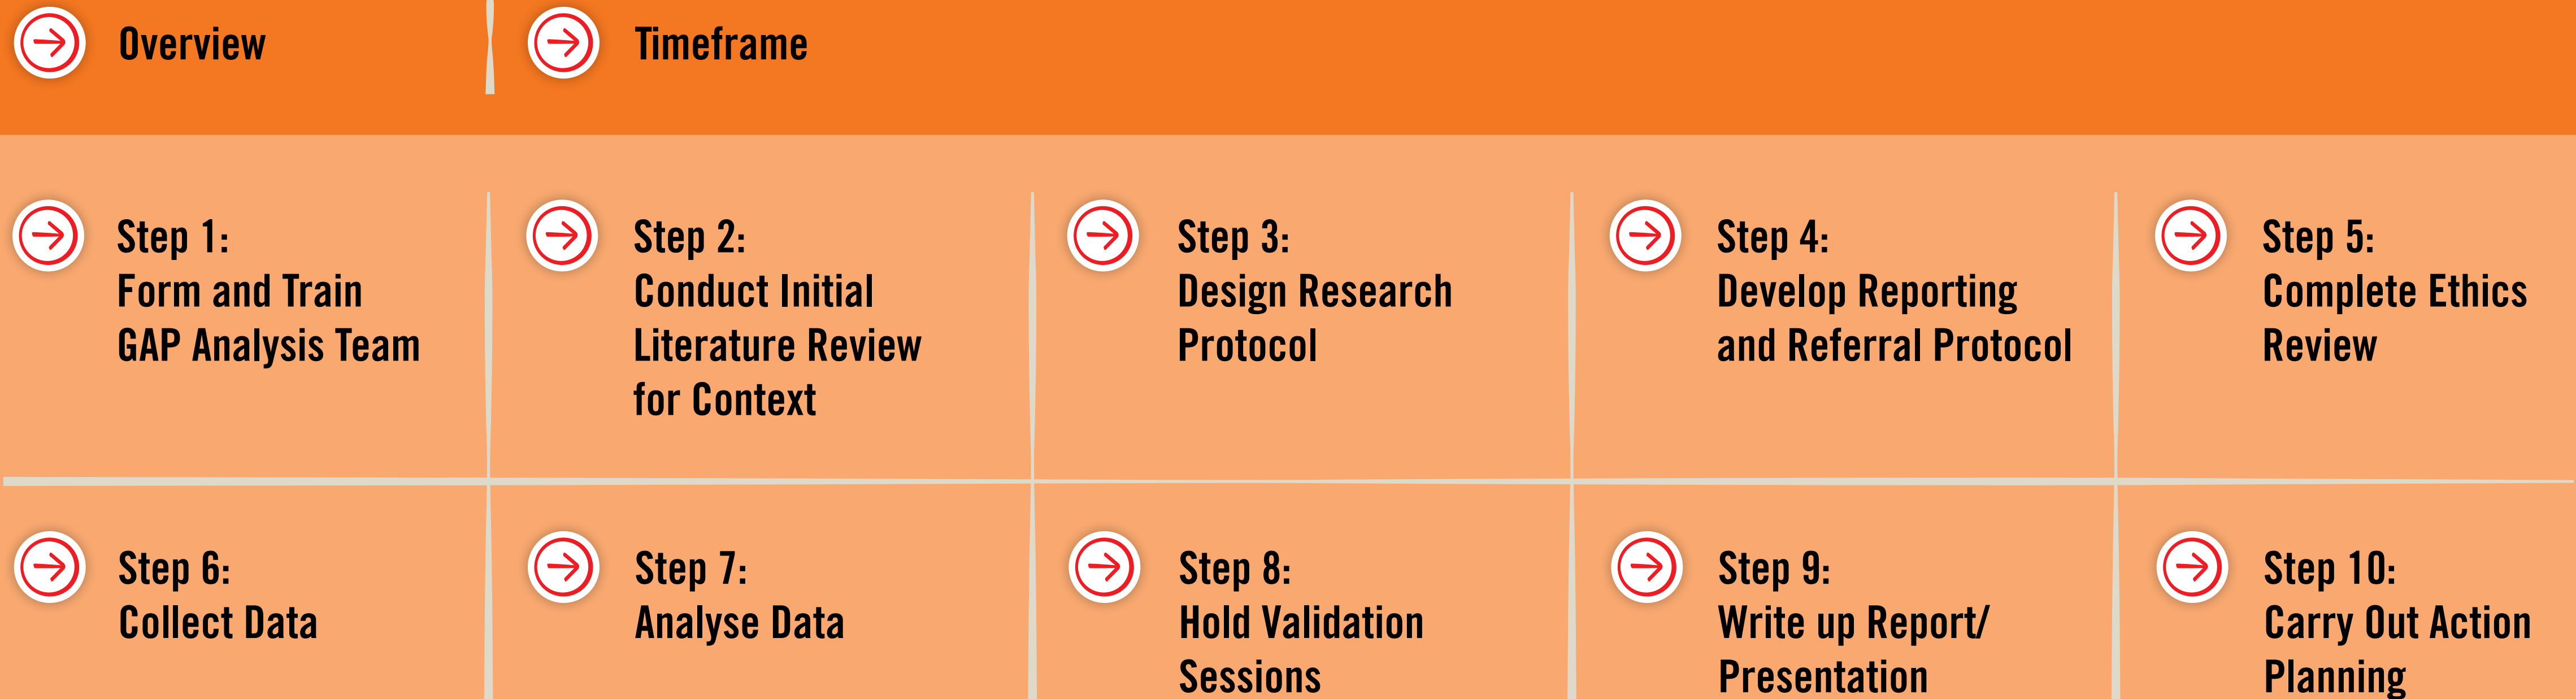 Overview
Timeframe
Step 1:
Form and Train
GAP Analysis Team
Step 2:
Conduct Initial
Literature Review
for Context
Step 3:
Design Research
Protocol
Step 4:
Develop Reporting
and Referral Protocol
Step 5:
Complete Ethics
Review
Step 6:
Collect Data
Step 7:
Analyse Data
Step 8:
Hold Validation
Sessions
Step 9:
Write up Report/
Presentation
Step 10:
Carry Out Action
Planning